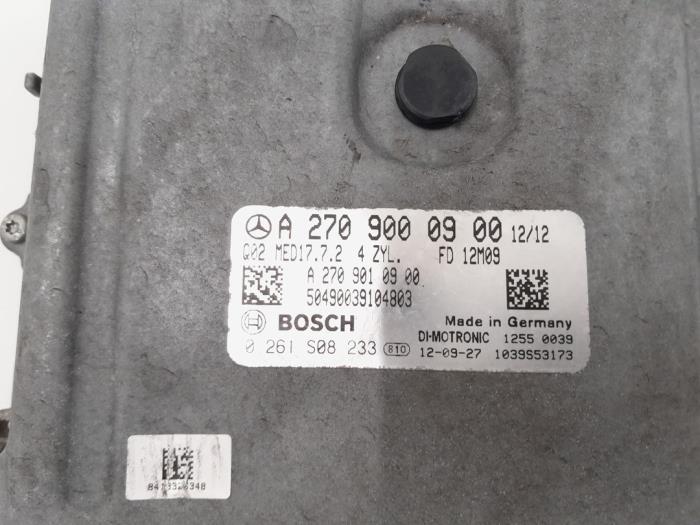 A 270 900 09 00 12/12
Q02 MED17.7.2 4 ZYL. FD 12M09
A 270 901 09 00
50490039104803
BOSCH Made in Germany
DI-MOTRONIC 1255 0039
0 261 S08 233 810 12-09-27 1039S53173